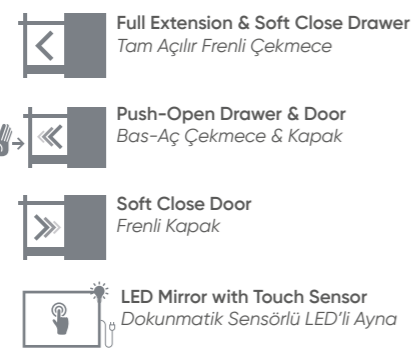 Full Extension & Soft Close Drawer
Tam Açılır Frenli Çekmece
Push-Open Drawer & Door
Bas-Aç Çekmece & Kapak
Soft Close Door
Frenli Kapak
LED Mirror with Touch Sensor
Dokunmatik Sensörlü LED'li Ayna